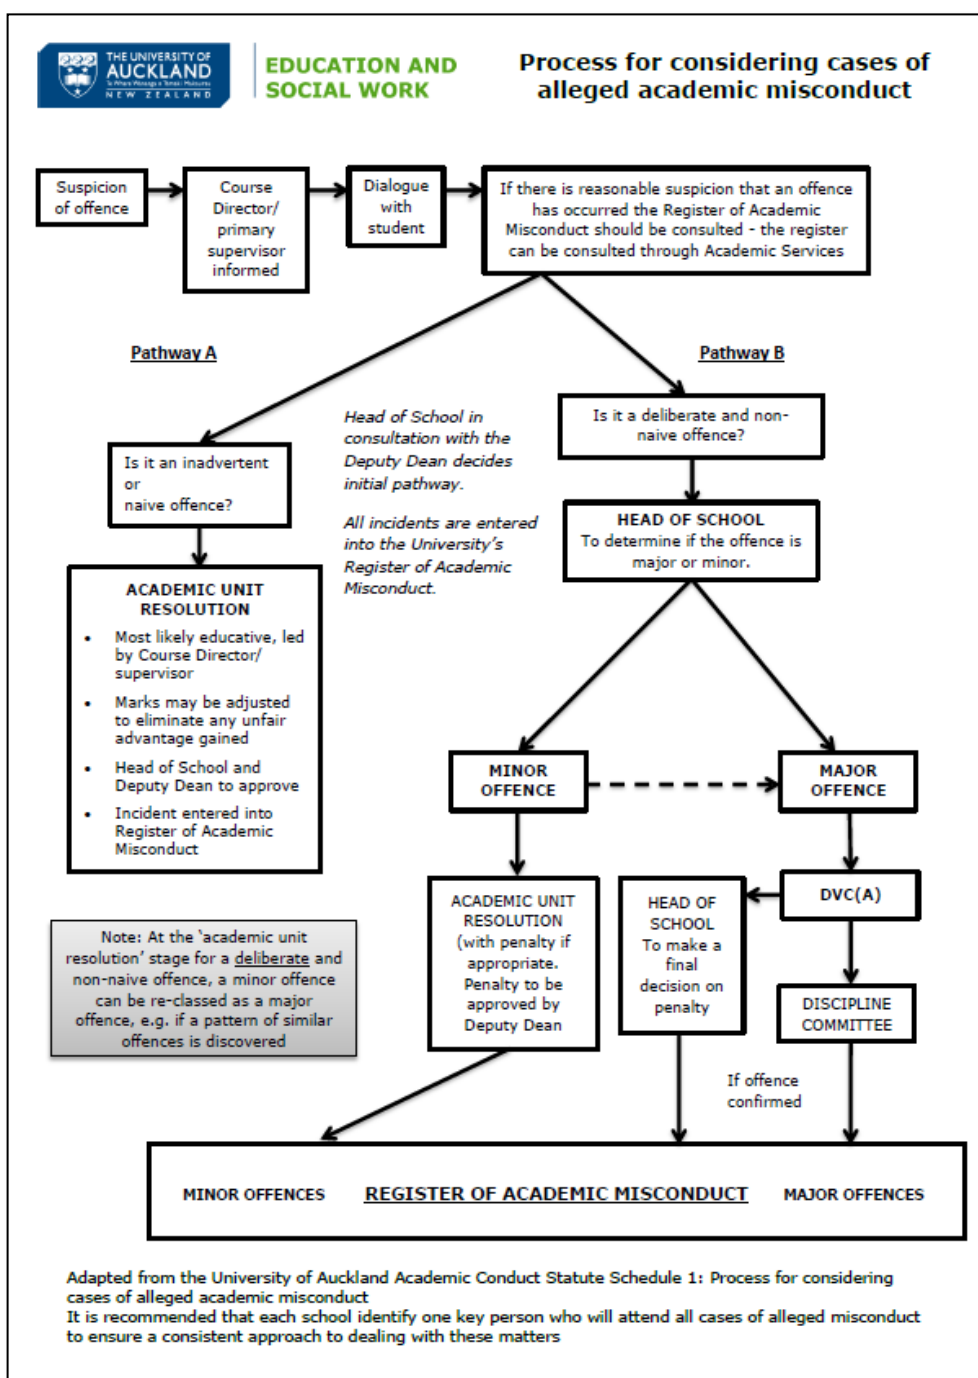 THE UNIVERSITY OF
AUCKLAND
Te Whare Wānanga o Tāmaki Makaurau
NEW ZEALAND
EDUCATION AND
SOCIAL WORK
Process for considering cases of
alleged academic misconduct
Suspicion
of offence
Course
Director/
primary
supervisor
informed
Dialogue
with
student
If there is reasonable suspicion that an offence
has occurred the Register of Academic
Misconduct should be consulted - the register
can be consulted through Academic Services
Pathway A
Pathway B
Is it an inadvertent
or
naive offence?
Head of School in
consultation with the
Deputy Dean decides
initial pathway.
All incidents are entered
into the University's
Register of Academic
Misconduct.
Is it a deliberate and non-
naive offence?
HEAD OF SCHOOL
To determine if the offence is
major or minor.
ACADEMIC UNIT
RESOLUTION
• Most likely educative, led
by Course Director/
supervisor
• Marks may be adjusted
to eliminate any unfair
advantage gained
• Head of School and
Deputy Dean to approve
• Incident entered into
Register of Academic
Misconduct
MINOR
OFFENCE
MAJOR
OFFENCE
ACADEMIC UNIT
RESOLUTION
(with penalty if
appropriate.
Penalty to be
approved by
Deputy Dean
HEAD OF
SCHOOL
To make a
final
decision on
penalty
DVC(A)
DISCIPLINE
COMMITTEE
Note: At the 'academic unit
resolution' stage for a deliberate and
non-naive offence, a minor offence
can be re-classed as a major
offence, e.g. if a pattern of similar
offences is discovered
If offence
confirmed
MINOR OFFENCES
REGISTER OF ACADEMIC MISCONDUCT
MAJOR OFFENCES
Adapted from the University of Auckland Academic Conduct Statute Schedule 1: Process for considering
cases of alleged academic misconduct
It is recommended that each school identify one key person who will attend all cases of alleged misconduct
to ensure a consistent approach to dealing with these matters